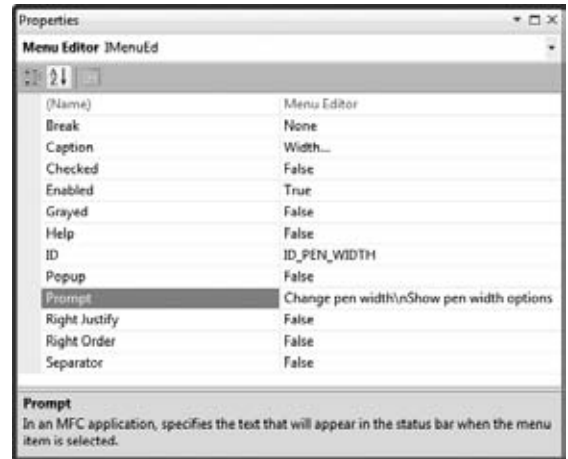 Properties
Menu Editor IMenuEd
(Name) Menu Editor
Break None
Caption Width...
Checked False
Enabled True
Grayed False
Help False
ID ID_PEN_WIDTH
Popup False
Prompt Change pen width\nShow pen width options
Right Justify False
Right Order False
Separator False
Prompt
In an MFC application, specifies the text that will appear in the status bar when the menu
item is selected.